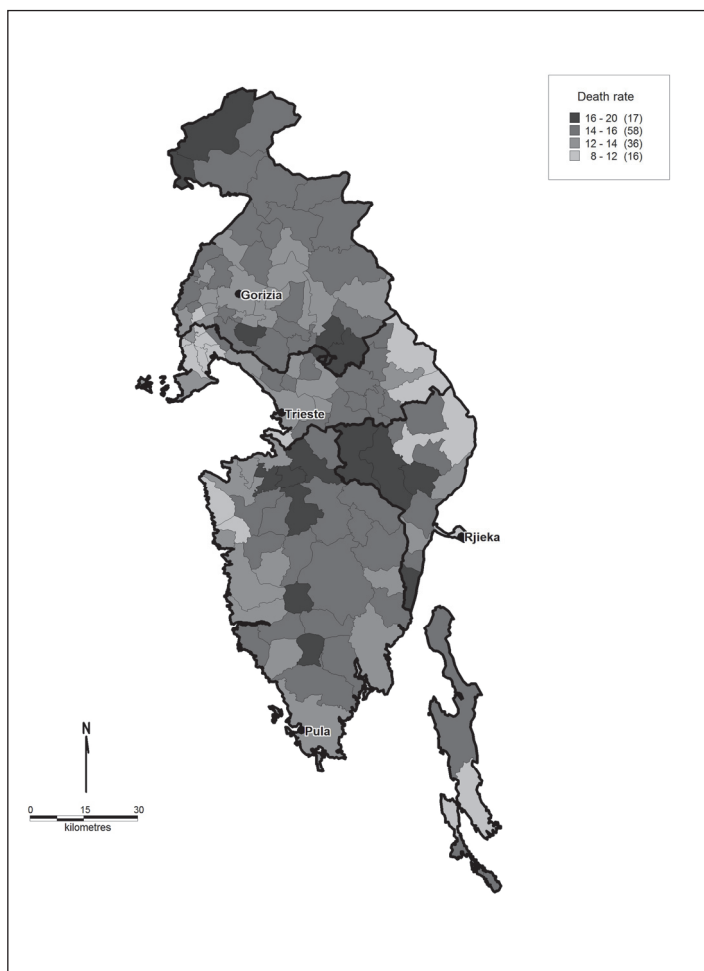 Death rate
16 - 20 (17)
14 - 16 (58)
12 - 14 (36)
8 - 12 (16)
Gorizia
Trieste
Rjieka
Pula
N
0 15 30
kilometres